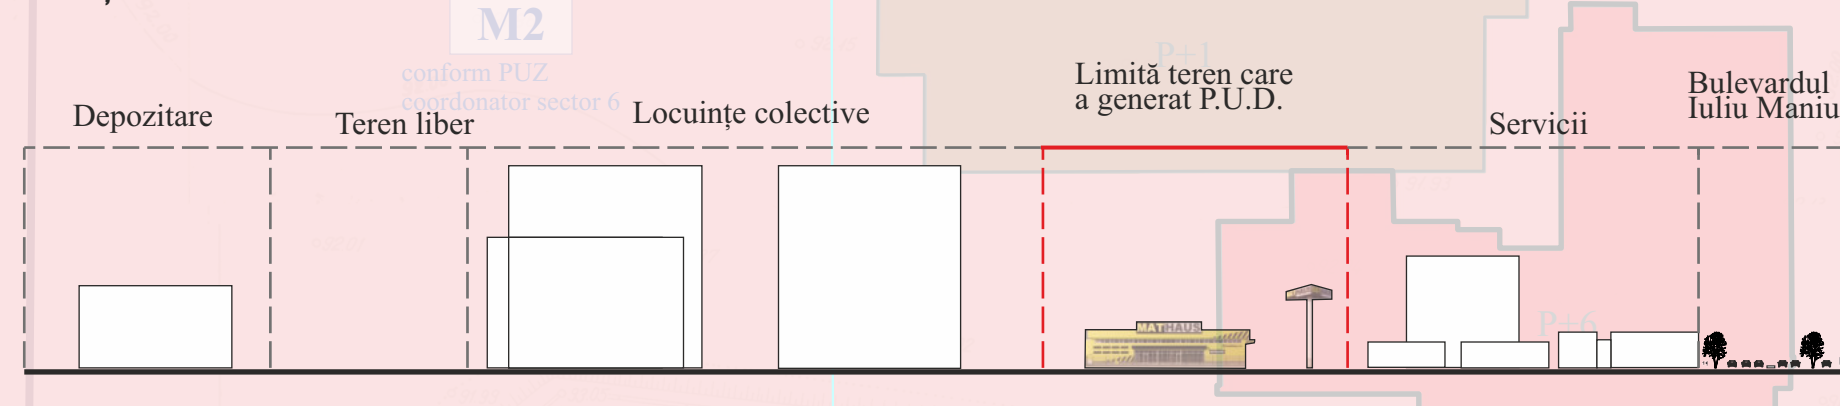 M2
conform PUZ
coordonator sector 6
P+1
Limită teren care
a generat P.U.D.
Bulevardul
Iuliu Maniu
Depozitare
Teren liber
Locuințe colective
Servicii
MATHAUS
P+6